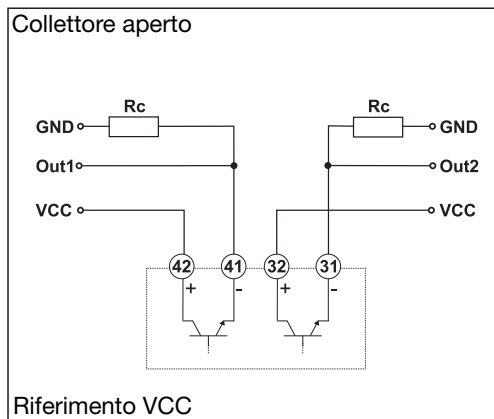 Collettore aperto
Rc Rc
GND GND
Out1 Out2
VCC VCC
42 41 32 31
+ - + -
Riferimento VCC